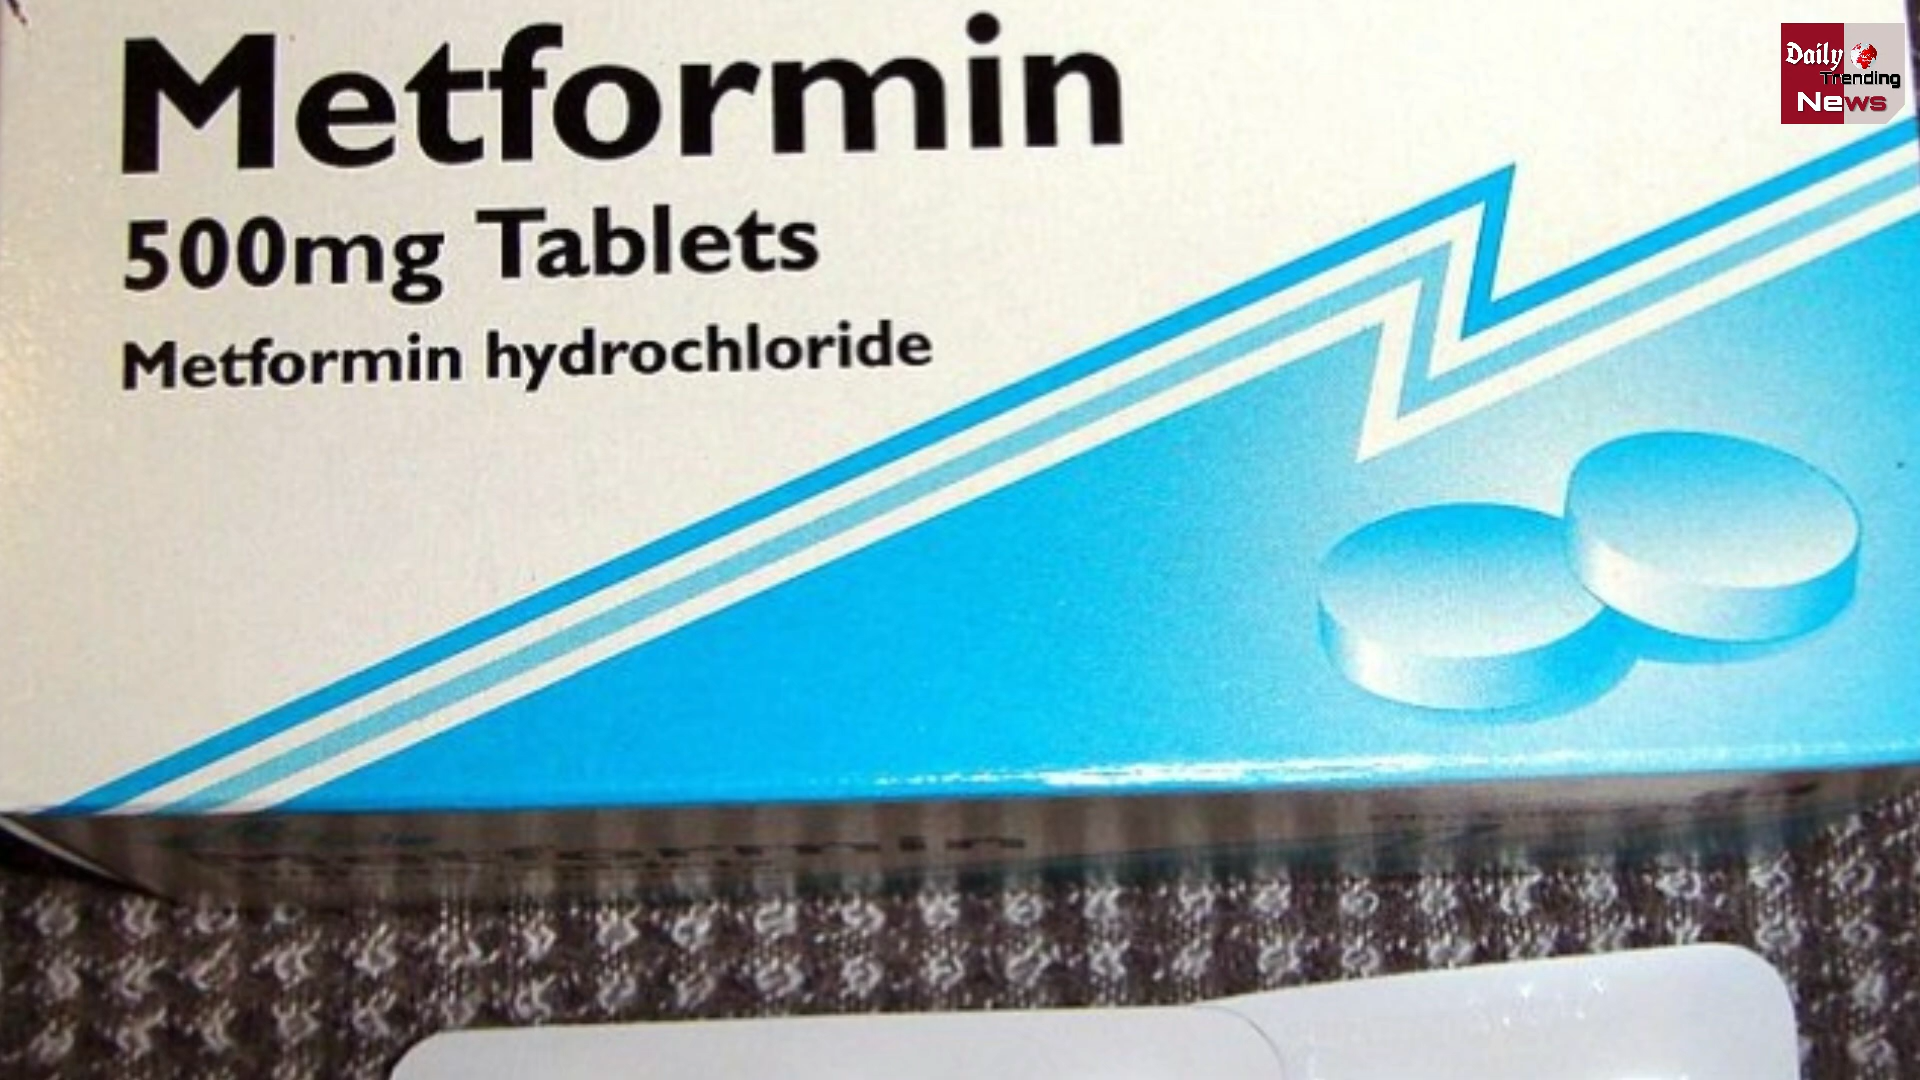 Metformin
500mg Tablets
Metformin hydrochloride
Daily
Trending
News